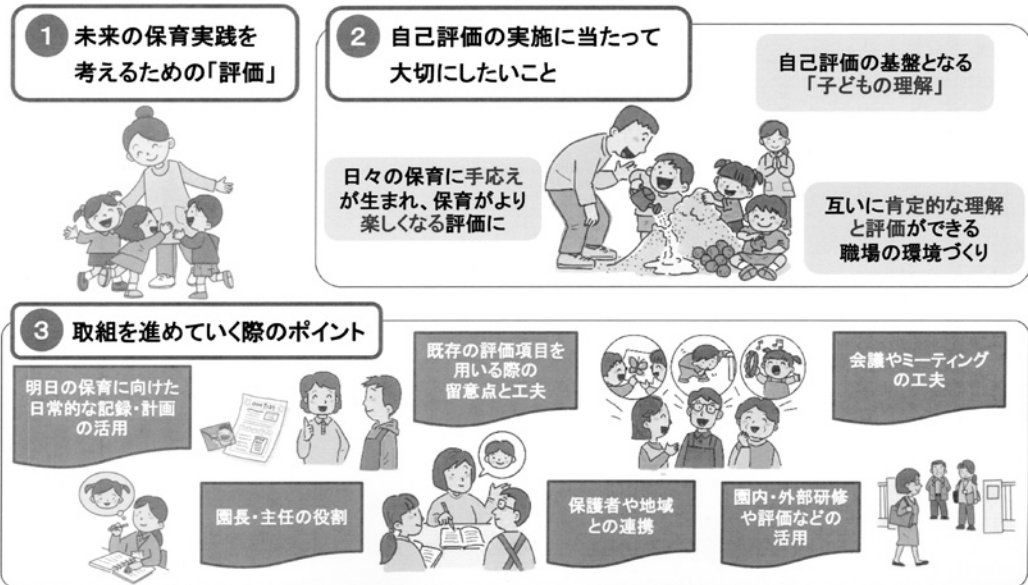 1 未来の保育実践を
考えるための「評価」
2 自己評価の実施に当たって
大切にしたいこと
自己評価の基盤となる
「子どもの理解」
日々の保育に手応え
が生まれ、保育がより
楽しくなる評価に
互いに肯定的な理解
と評価ができる
職場の環境づくり
3 取組を進めていく際のポイント
明日の保育に向けた
日常的な記録・計画
の活用
既存の評価項目を
用いる際の
留意点と工夫
会議やミーティング
の工夫
園長・主任の役割
保護者や地域
との連携
園内・外部研修
や評価などの
活用